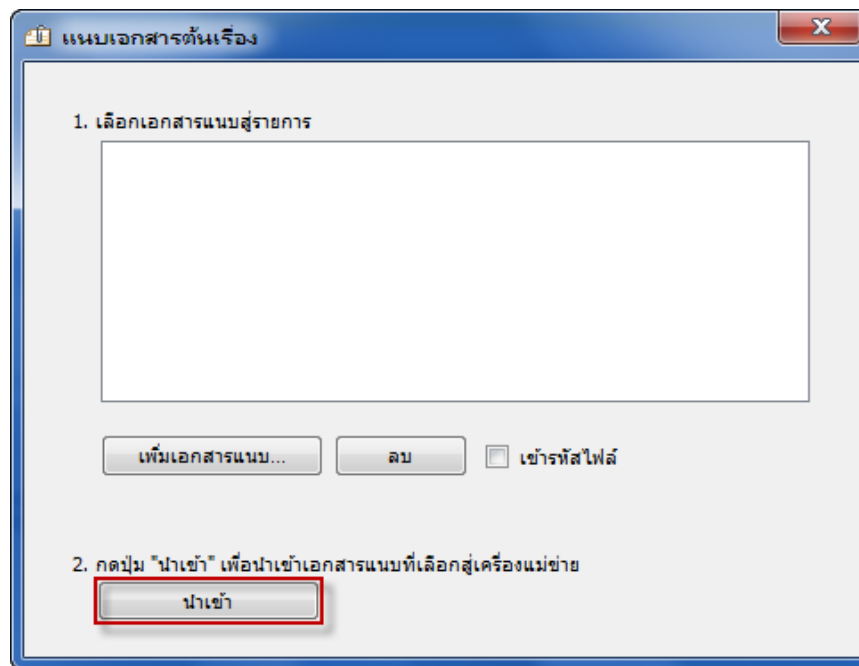 แนบเอกสารต้นเรื่อง
1. เลือกเอกสารแนบสู่รายการ
เพิ่มเอกสารแนบ... ลบ เข้ารหัสไฟล์
2. กดปุ่ม "นำเข้า" เพื่อนำเข้าเอกสารแนบที่เลือกสู่เครื่องแม่ข่าย
นำเข้า